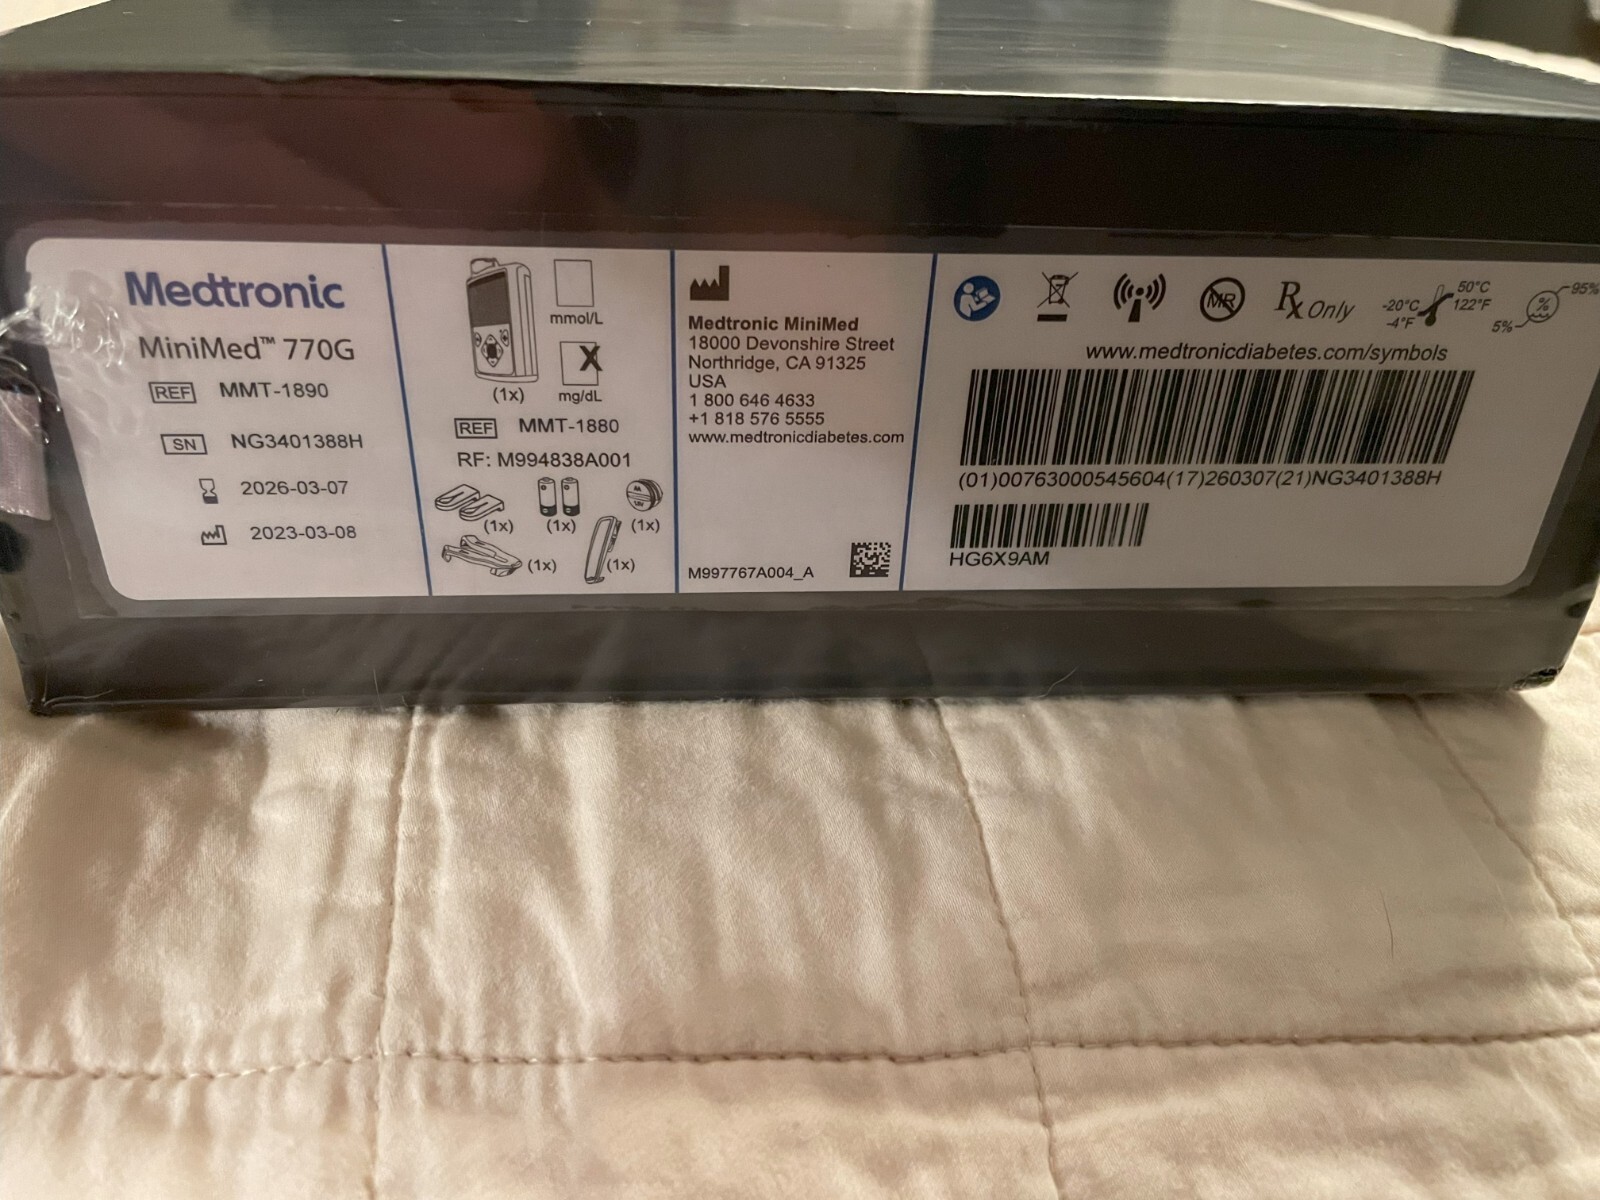 Medtronic
MiniMed™ 770G
REF MMT-1890
SN NG3401388H
2026-03-07
2023-03-08
mmol/L
X
mg/dL
(1x)
REF MMT-1880
RF: M994838A001
(1x)
(1x)
(1x)
(1x)
(1x)
Medtronic MiniMed
18000 Devonshire Street
Northridge, CA 91325
USA
1 800 646 4633
+1 818 576 5555
www.medtronicdiabetes.com
M997767A004_A
MR
Rx Only
-20°C
-4°F
50°C
122°F
5%
%
95%
www.medtronicdiabetes.com/symbols
(01)00763000545604(17)260307(21)NG3401388H
HG6X9AM